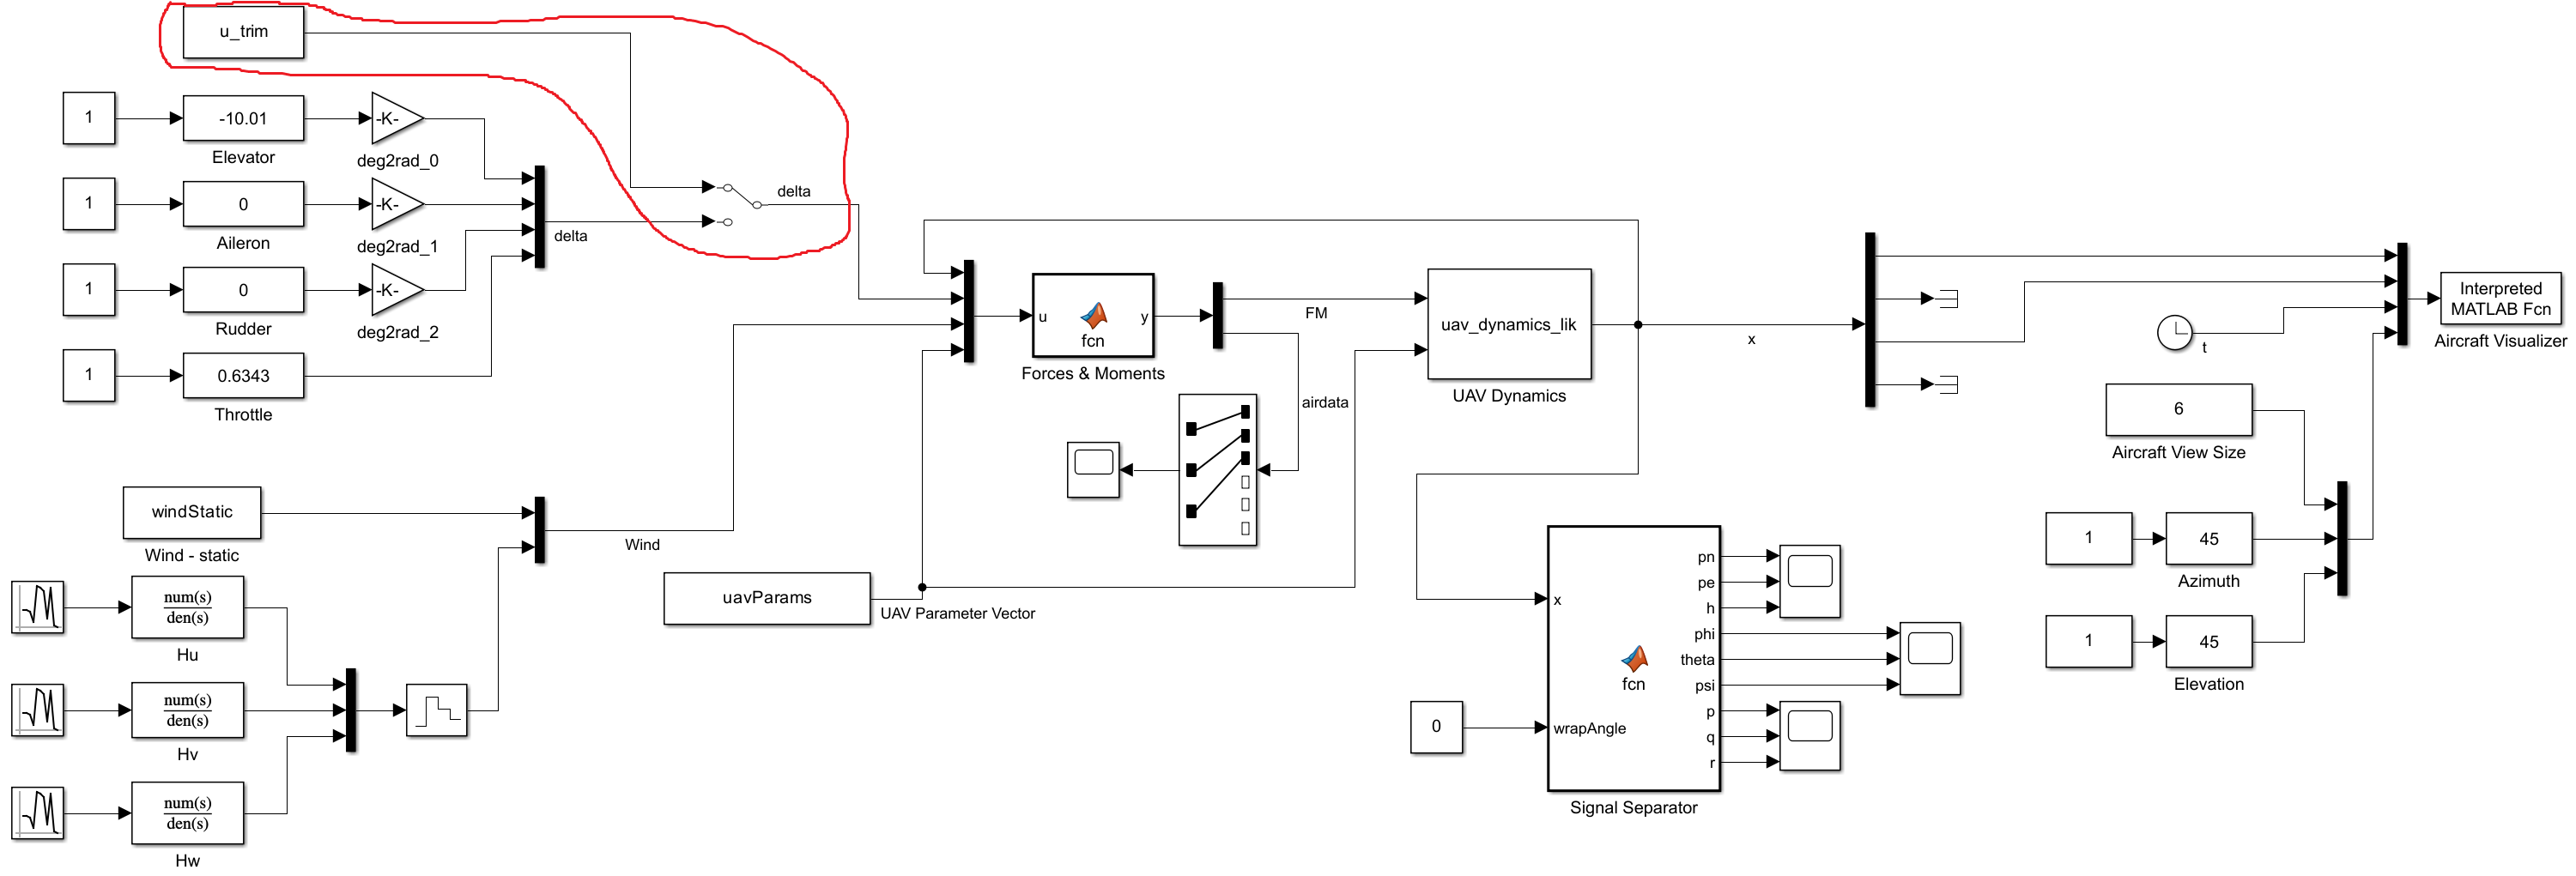 u_trim
1
-10.01
-K-
Elevator
deg2rad_0
1
0
-K-
Aileron
deg2rad_1
1
0
-K-
Rudder
deg2rad_2
1
0.6343
Throttle
delta
delta
windStatic
Wind - static
num(s)
den(s)
Hu
num(s)
den(s)
Hv
num(s)
den(s)
Hw
Wind
uavParams
UAV Parameter Vector
u
y
fcn
Forces & Moments
FM
airdata
uav_dynamics_lik
UAV Dynamics
x
x
wrapAngle
fcn
pn
pe
h
phi
theta
psi
p
q
r
Signal Separator
0
t
Interpreted
MATLAB Fcn
Aircraft Visualizer
6
Aircraft View Size
1
45
Azimuth
1
45
Elevation